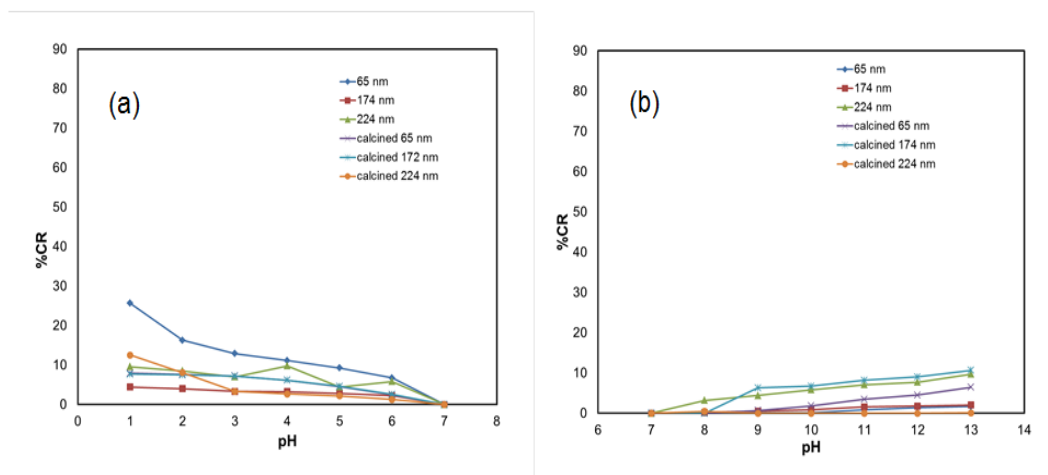 (a)
90
80
70
60
50
40
30
20
10
0
%CR
0 1 2 3 4 5 6 7 8
pH
65 nm
174 nm
224 nm
calcined 65 nm
calcined 172 nm
calcined 224 nm
(b)
90
80
70
60
50
40
30
20
10
0
%CR
6 7 8 9 10 11 12 13 14
pH
65 nm
174 nm
224 nm
calcined 65 nm
calcined 174 nm
calcined 224 nm